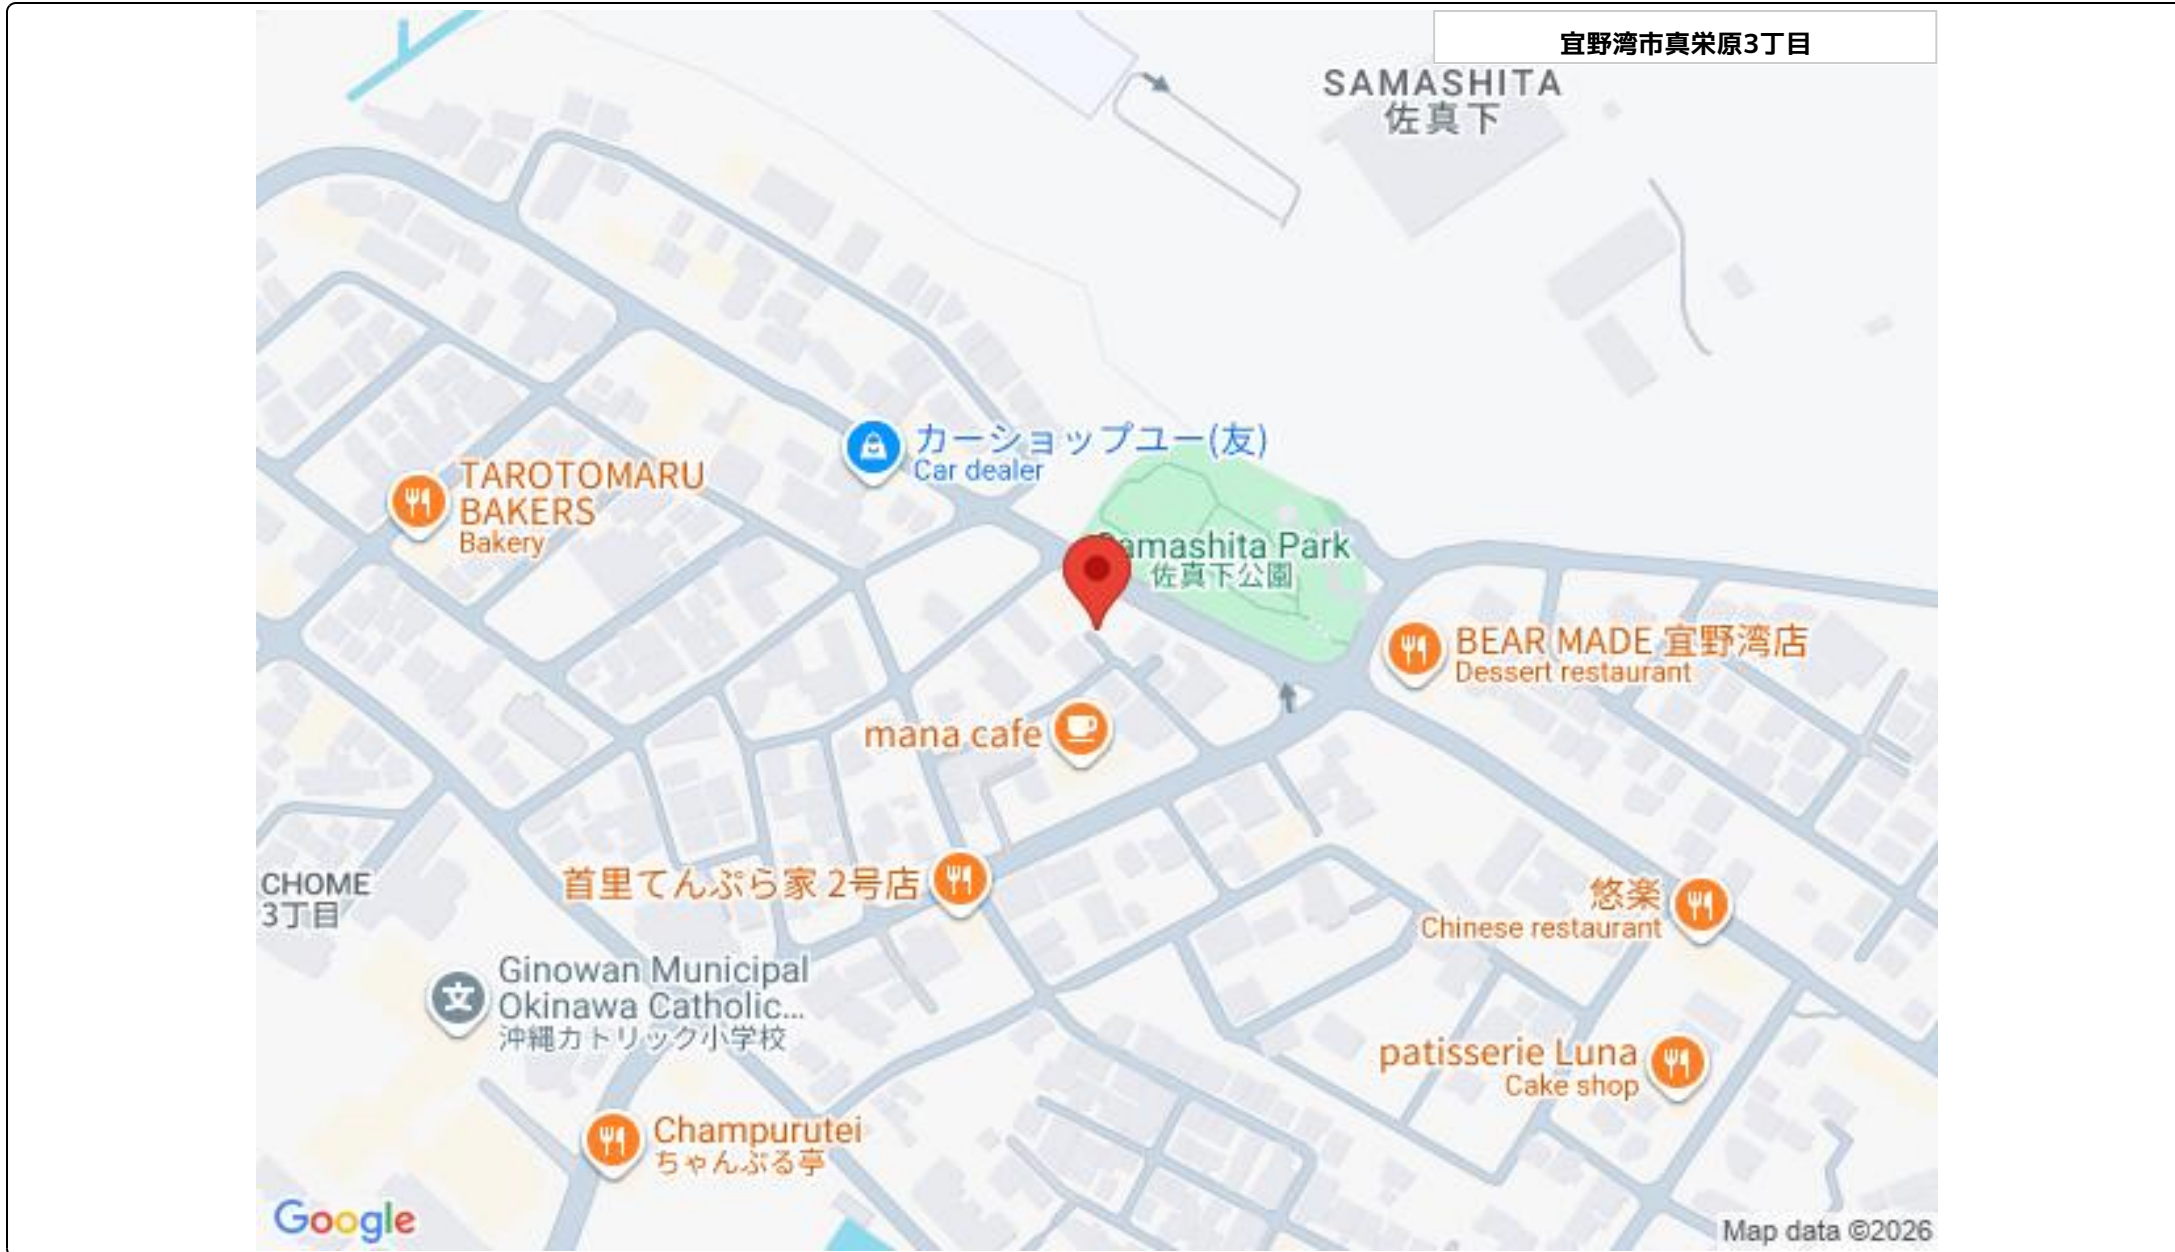 宜野湾市真栄原3丁目
SAMASHITA
佐真下
カーショップユー(友)
Car dealer
TAROTOMARU
BAKERS
Bakery
Samashita Park
佐真下公園
BEAR MADE 宜野湾店
Dessert restaurant
mana cafe
首里てんぷら家 2号店
CHOME
3丁目
悠楽
Chinese restaurant
Ginowan Municipal
Okinawa Catholic...
沖縄カトリック小学校
patisserie Luna
Cake shop
Champurutei
ちゃんぷる亭
Google
Map data ©2026